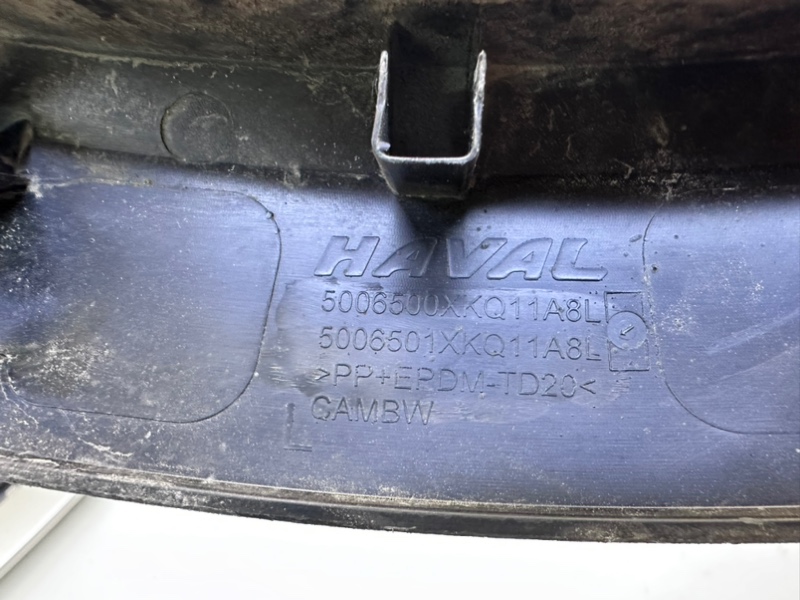 HAVAL
5006500XKQ11A8L
5006501XKQ11A8L
>PP+EPDM-TD20<
GAMBW
L